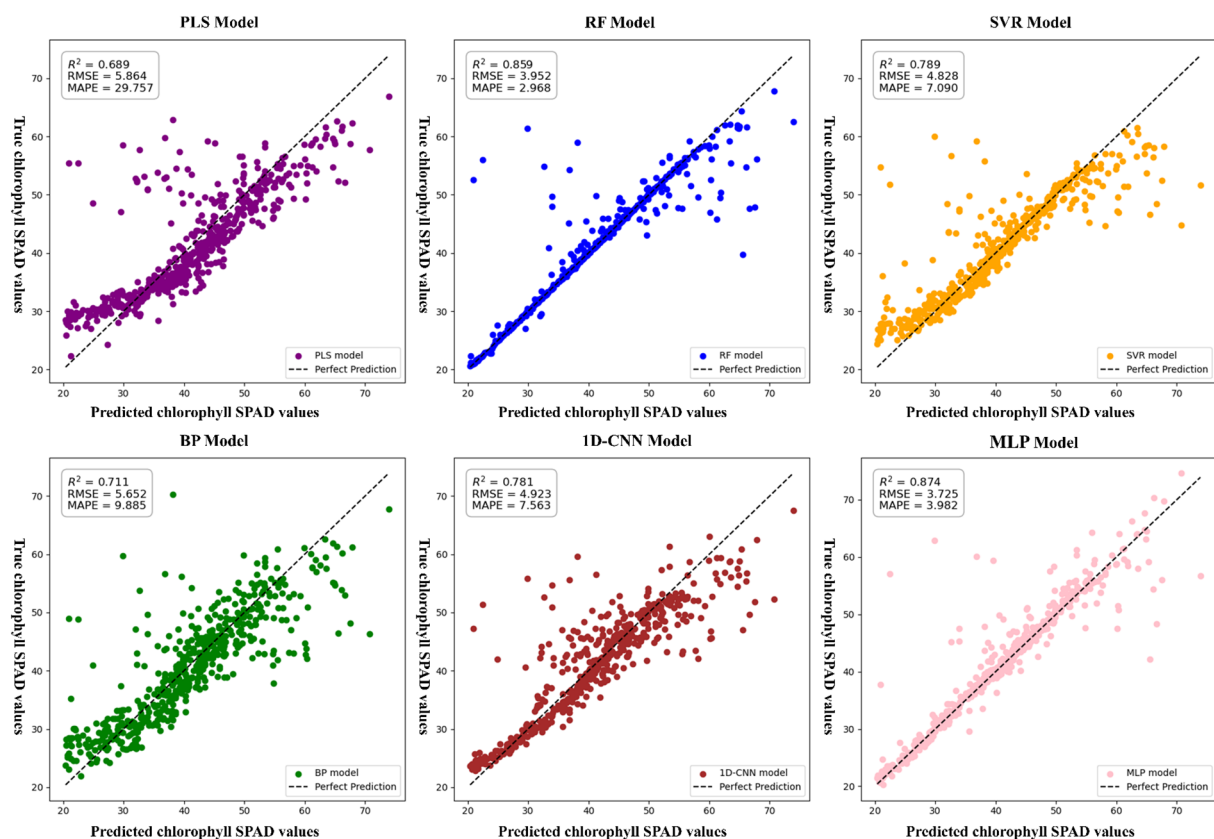 PLS Model
R² = 0.689
RMSE = 5.864
MAPE = 29.757
True chlorophyll SPAD values
70
60
50
40
30
20
PLS model
Perfect Prediction
20 30 40 50 60 70
Predicted chlorophyll SPAD values
RF Model
R² = 0.859
RMSE = 3.952
MAPE = 2.968
True chlorophyll SPAD values
70
60
50
40
30
20
RF model
Perfect Prediction
20 30 40 50 60 70
Predicted chlorophyll SPAD values
SVR Model
R² = 0.789
RMSE = 4.828
MAPE = 7.090
True chlorophyll SPAD values
70
60
50
40
30
20
SVR model
Perfect Prediction
20 30 40 50 60 70
Predicted chlorophyll SPAD values
BP Model
R² = 0.711
RMSE = 5.652
MAPE = 9.885
True chlorophyll SPAD values
70
60
50
40
30
20
BP model
Perfect Prediction
20 30 40 50 60 70
Predicted chlorophyll SPAD values
1D-CNN Model
R² = 0.781
RMSE = 4.923
MAPE = 7.563
True chlorophyll SPAD values
70
60
50
40
30
20
1D-CNN model
Perfect Prediction
20 30 40 50 60 70
Predicted chlorophyll SPAD values
MLP Model
R² = 0.874
RMSE = 3.725
MAPE = 3.982
True chlorophyll SPAD values
70
60
50
40
30
20
MLP model
Perfect Prediction
20 30 40 50 60 70
Predicted chlorophyll SPAD values